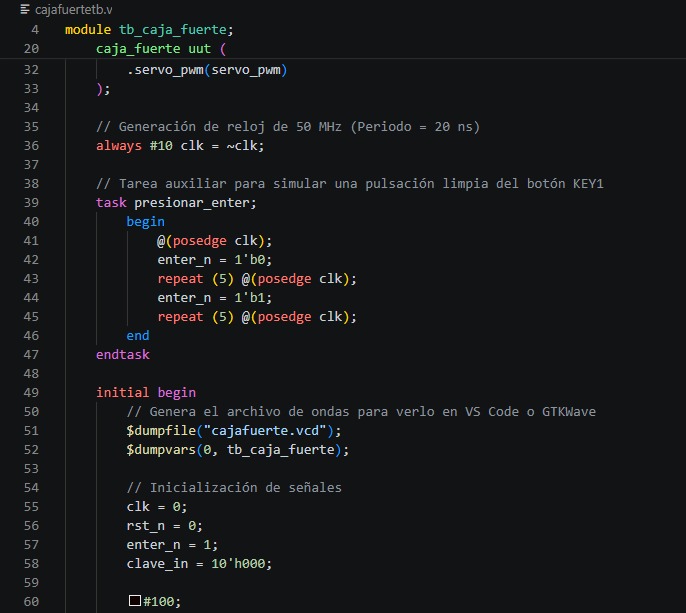 cajafuertetb.v
4 module tb_caja_fuerte;
20 caja_fuerte uut (
32 .servo_pwm(servo_pwm)
33 );
34
35 // Generación de reloj de 50 MHz (Periodo = 20 ns)
36 always #10 clk = ~clk;
37
38 // Tarea auxiliar para simular una pulsación limpia del botón KEY1
39 task presionar_enter;
40 begin
41 @(posedge clk);
42 enter_n = 1'b0;
43 repeat (5) @(posedge clk);
44 enter_n = 1'b1;
45 repeat (5) @(posedge clk);
46 end
47 endtask
48
49 initial begin
50 // Genera el archivo de ondas para verlo en VS Code o GTKWave
51 $dumpfile("cajafuerte.vcd");
52 $dumpvars(0, tb_caja_fuerte);
53
54 // Inicialización de señales
55 clk = 0;
56 rst_n = 0;
57 enter_n = 1;
58 clave_in = 10'h000;
59
60 #100;